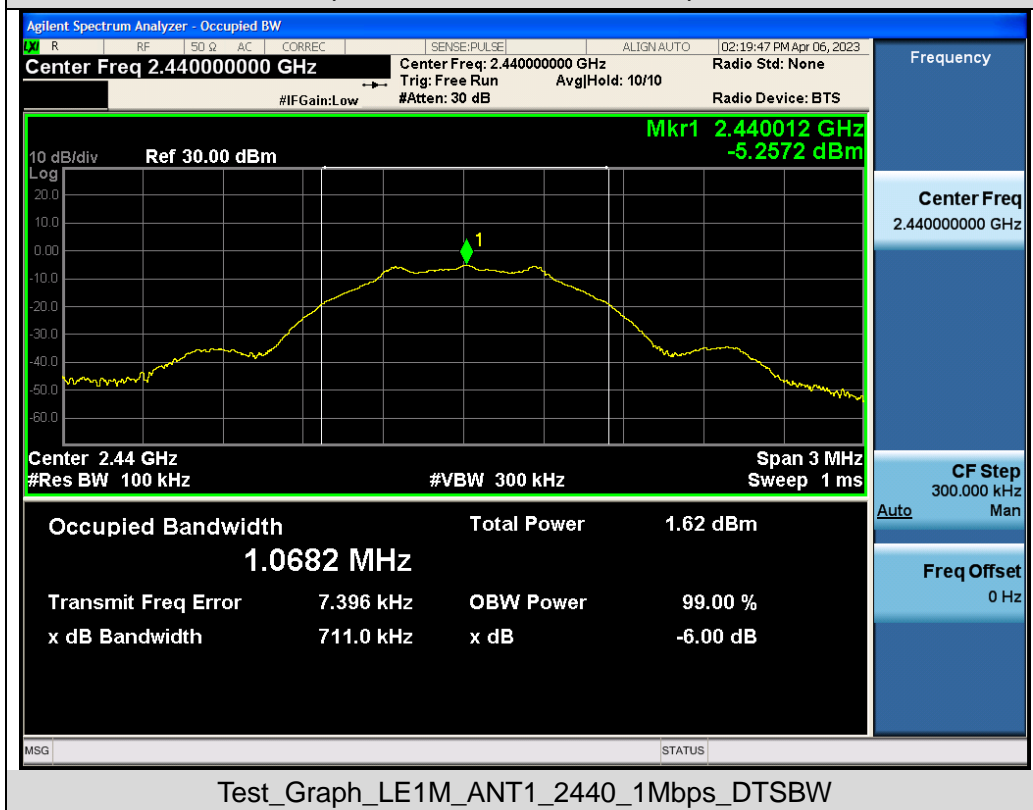 Agilent Spectrum Analyzer - Occupied BW
LXI R RF 50 Ω AC CORREC SENSE:PULSE ALIGN AUTO 02:19:47 PM Apr 06, 2023
Center Freq 2.440000000 GHz Center Freq: 2.440000000 GHz Radio Std: None
Trig: Free Run Avg|Hold: 10/10
#IFGain:Low #Atten: 30 dB Radio Device: BTS
Frequency
Mkr1 2.440012 GHz
-5.2572 dBm
10 dB/div Ref 30.00 dBm
Log
20.0
10.0
0.00
-10.0
-20.0
-30.0
-40.0
-50.0
-60.0
1
Center 2.44 GHz Span 3 MHz
#Res BW 100 kHz #VBW 300 kHz Sweep 1 ms
Center Freq
2.440000000 GHz
CF Step
300.000 kHz
Auto Man
Freq Offset
0 Hz
Occupied Bandwidth Total Power 1.62 dBm
1.0682 MHz
Transmit Freq Error 7.396 kHz OBW Power 99.00 %
x dB Bandwidth 711.0 kHz x dB -6.00 dB
MSG STATUS
Test_Graph_LE1M_ANT1_2440_1Mbps_DTSBW